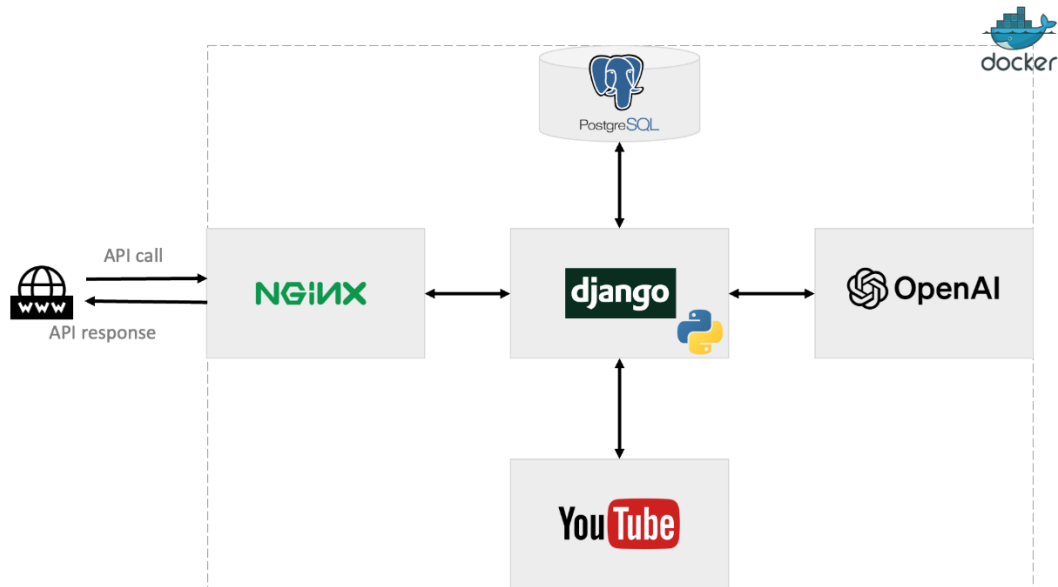 docker
PostgreSQL
API call
www
API response
NGINX
django
OpenAI
YouTube